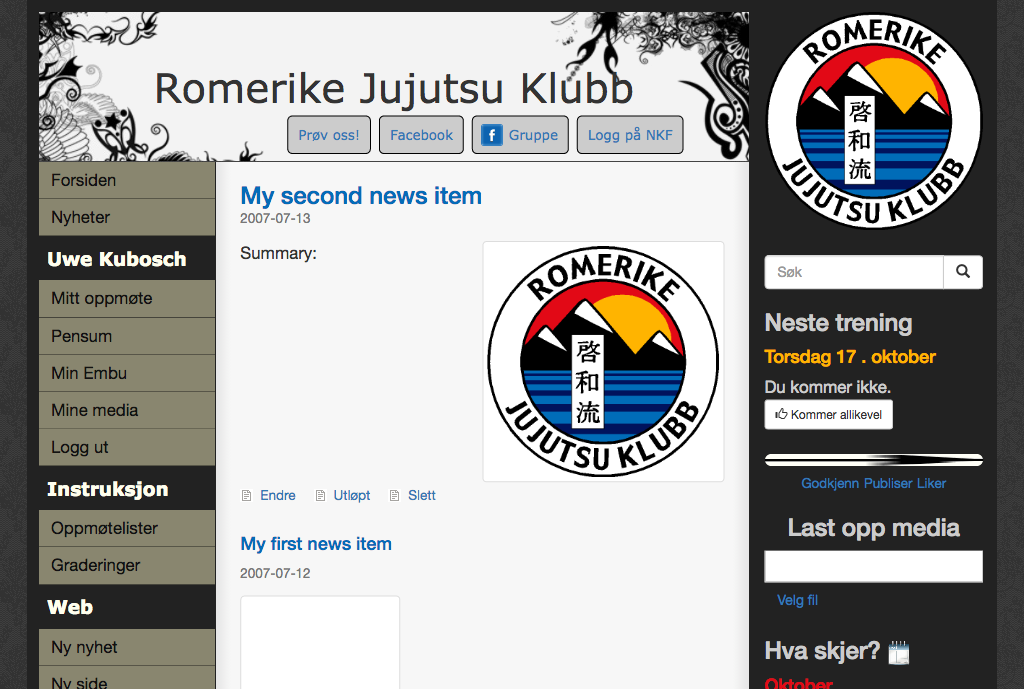 Romerike Jujutsu Klubb
Prøv oss!
Facebook
Gruppe
Logg på NKF
Forsiden
Nyheter
Uwe Kubosch
Mitt oppmøte
Pensum
Min Embu
Mine media
Logg ut
Instruksjon
Oppmøtelister
Graderinger
Web
Ny nyhet
Ny side
My second news item
2007-07-13
Summary:
ROMERIKE
啓和流
JUJUTSU KLUBB
Endre
Utløpt
Slett
My first news item
2007-07-12
ROMERIKE
啓和流
JUJUTSU KLUBB
Søk
Neste trening
Torsdag 17 . oktober
Du kommer ikke.
Kommer allikevel
Godkjenn Publiser Liker
Last opp media
Velg fil
Hva skjer?
Oktober